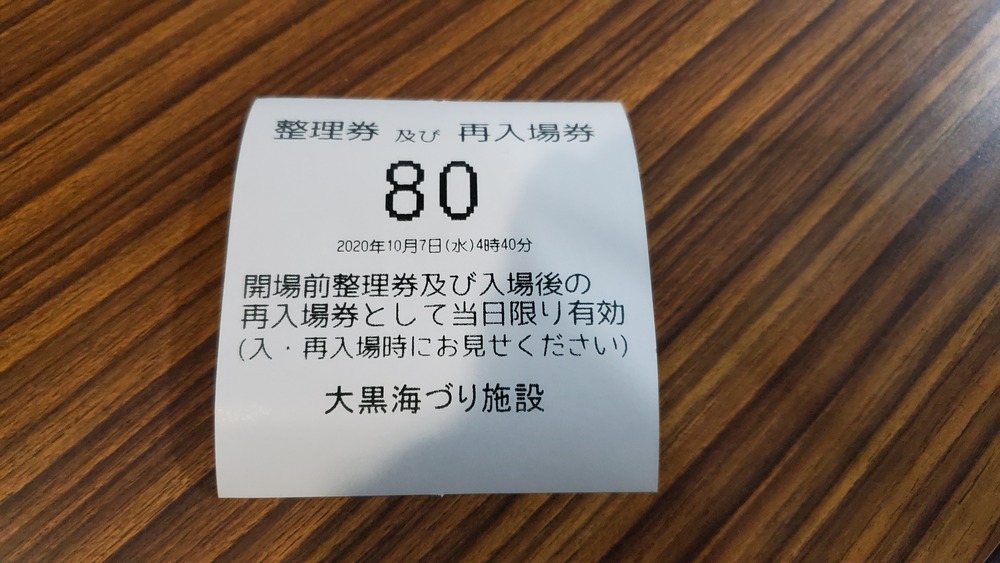 整理券 及び 再入場券
80
2020年10月7日(水)4時40分
開場前整理券及び入場後の
再入場券として当日限り有効
(入・再入場時にお見せください)
大黒海づり施設